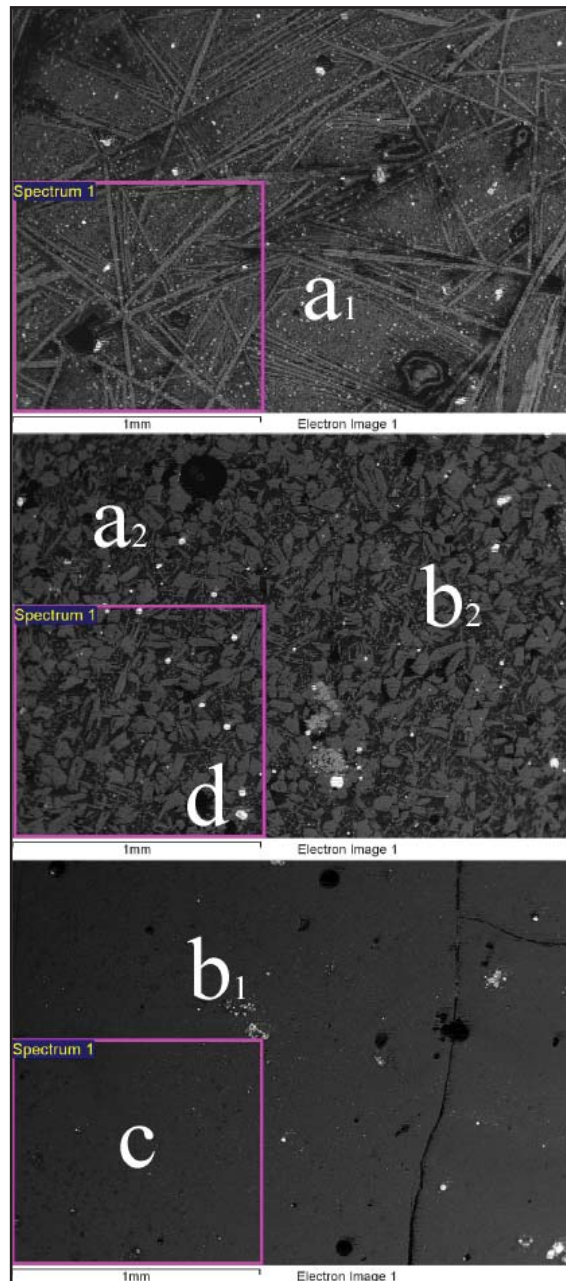 Spectrum 1
a1
1mm Electron Image 1
a2
b2
Spectrum 1
d
1mm Electron Image 1
b1
Spectrum 1
c
1mm Electron Image 1